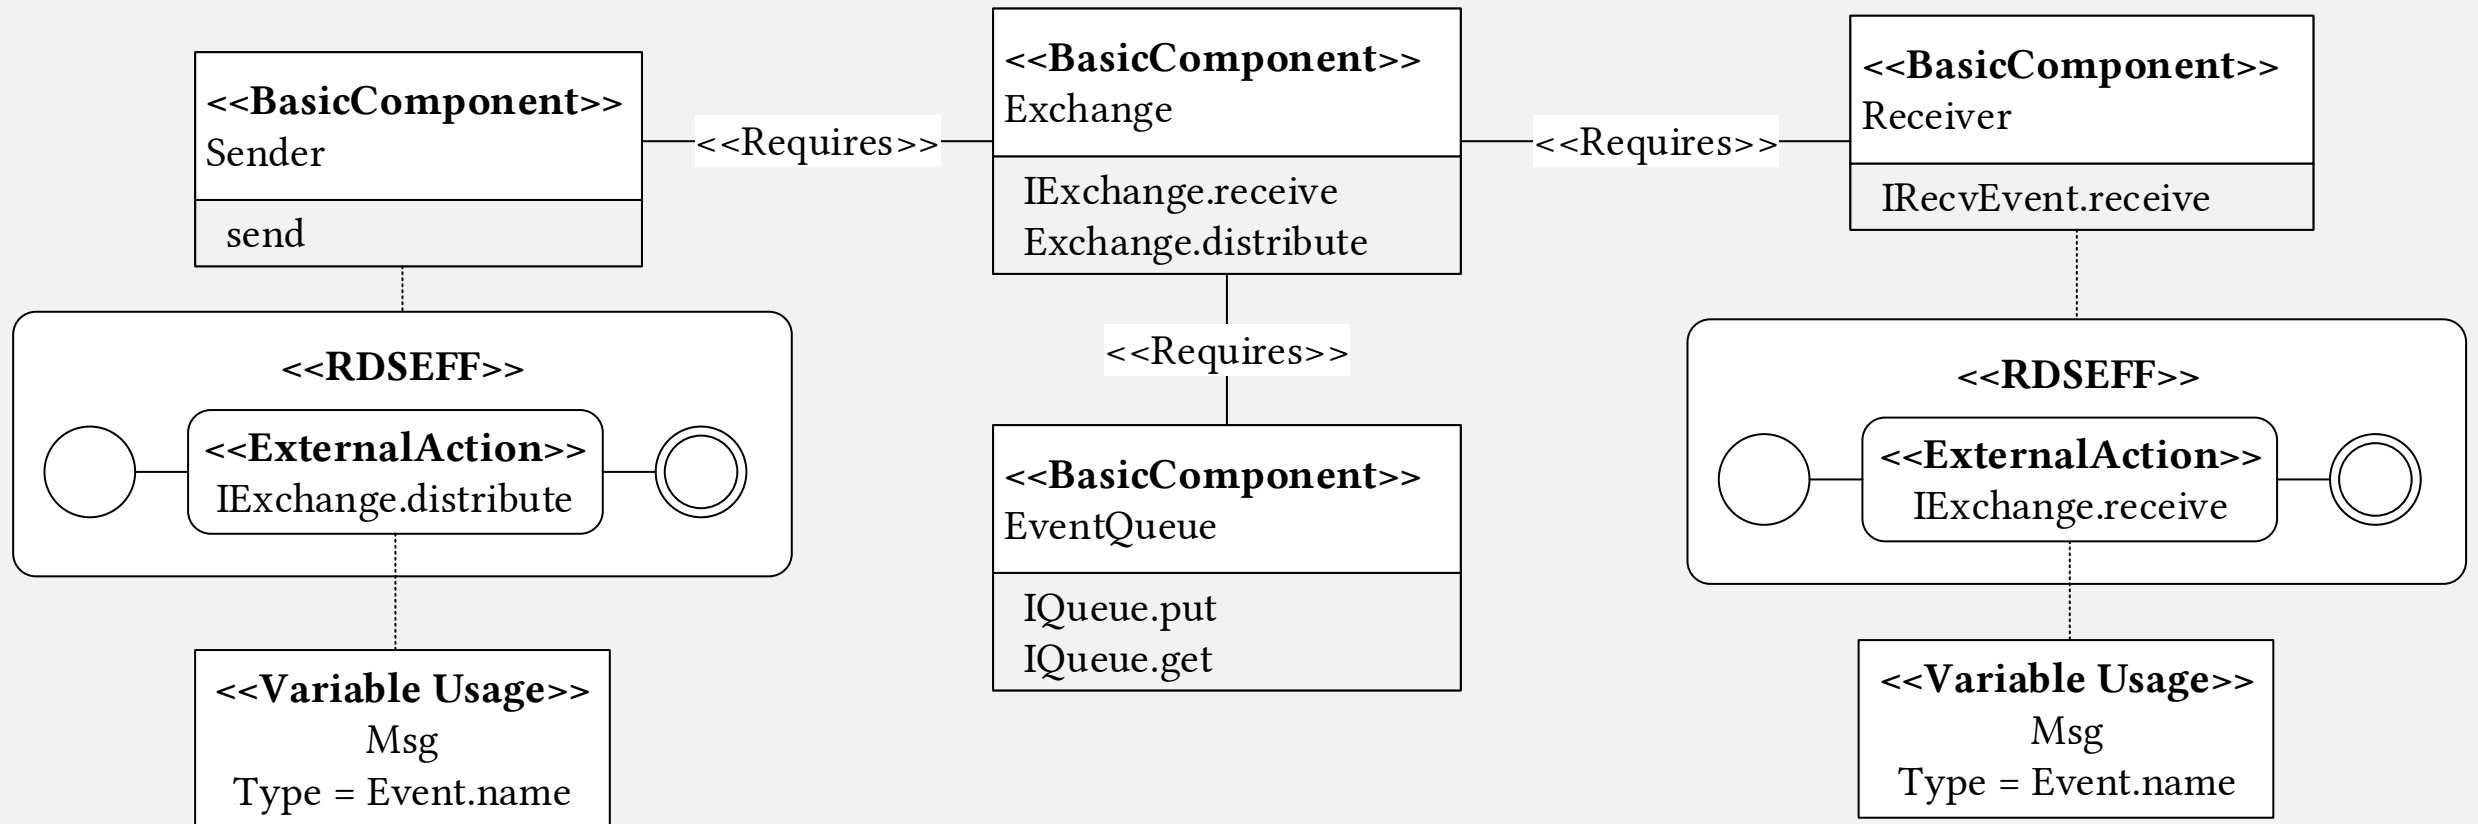 <<BasicComponent>>
Sender
send
<<Requires>>
<<BasicComponent>>
Exchange
IExchange.receive
Exchange.distribute
<<Requires>>
<<BasicComponent>>
Receiver
IRecvEvent.receive
<<RDSEFF>>
<<ExternalAction>>
IExchange.distribute
<<Variable Usage>>
Msg
Type = Event.name
<<Requires>>
<<BasicComponent>>
EventQueue
IQueue.put
IQueue.get
<<RDSEFF>>
<<ExternalAction>>
IExchange.receive
<<Variable Usage>>
Msg
Type = Event.name